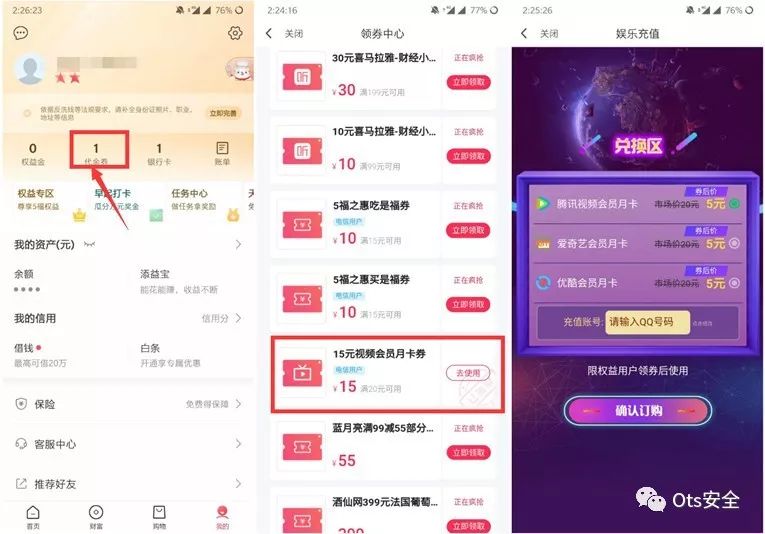 2:26:23
76%
依据反洗钱等法规要求，请补全身份证照片、职业、
地址等信息
立即完善
0
1
1
权益金
代金券
银行卡
账单
权益专区
早起打卡
任务中心
尊享5福权益
瓜分万元奖金
做任务拿奖励
我的资产(元)
余额
添益宝
能花能赚，收益不断
我的信用
信用分
借钱
白条
最高可借20万
开通享专属优惠
保险
免费得保障
客服中心
推荐好友
首页
财富
购物
我的
2:24:16
77%
关闭
领券中心
30元喜马拉雅-财经小...
¥30 满199元可用
正在疯抢
立即领取
10元喜马拉雅-财经小...
¥10 满99元可用
正在疯抢
立即领取
5福之惠吃是福券
电信用户
¥10 满15元可用
正在疯抢
立即领取
5福之惠买是福券
电信用户
¥10 满15元可用
正在疯抢
立即领取
15元视频会员月卡券
电信用户
¥15 满20元可用
去使用
蓝月亮满99减55部分...
¥55
正在疯抢
立即领取
酒仙网399元法国葡萄...
正在疯抢
立即领取
2:25:26
76%
关闭
娱乐充值
兑换区
券后价
腾讯视频会员月卡 市场价20元 5元
券后价
爱奇艺会员月卡 市场价20元 5元
券后价
优酷会员月卡 市场价20元 5元
充值账号: 请输入QQ号码
限权益用户领券后使用
确认订购
Ots安全